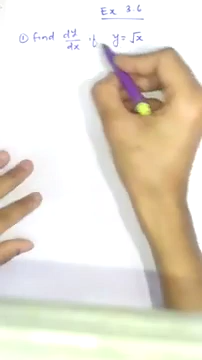 Ex 3.6
① find dy/dx if y = √x